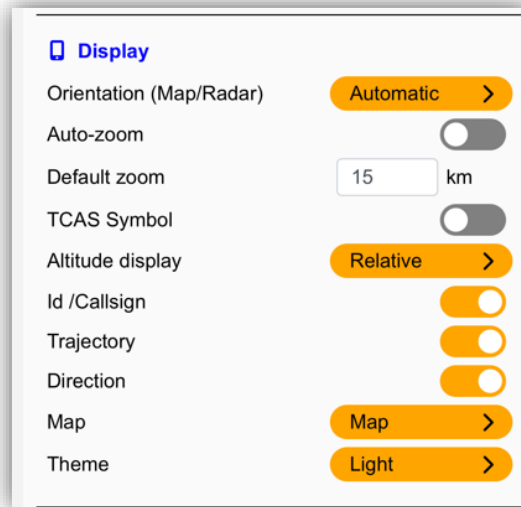 Display
Orientation (Map/Radar) Automatic
Auto-zoom
Default zoom 15 km
TCAS Symbol
Altitude display Relative
Id /Callsign
Trajectory
Direction
Map Map
Theme Light